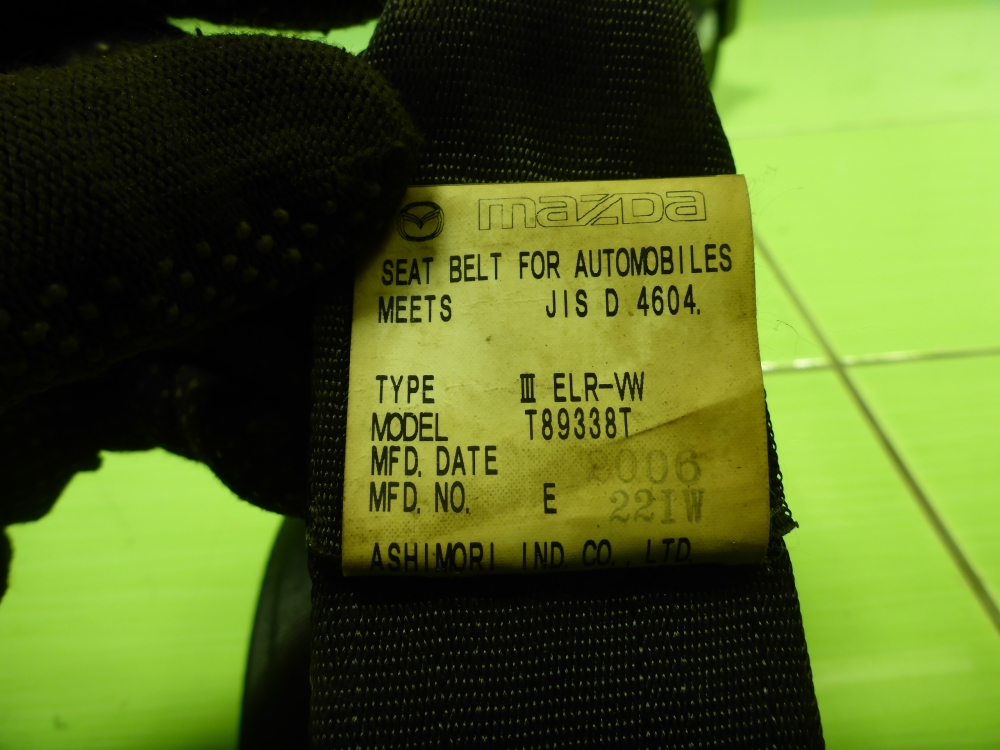 mazda
SEAT BELT FOR AUTOMOBILES
MEETS JIS D 4604.
TYPE III ELR-VW
MODEL T89338T
MFD. DATE 2006
MFD. NO. E 221W
ASHIMORI IND CO. LTD.